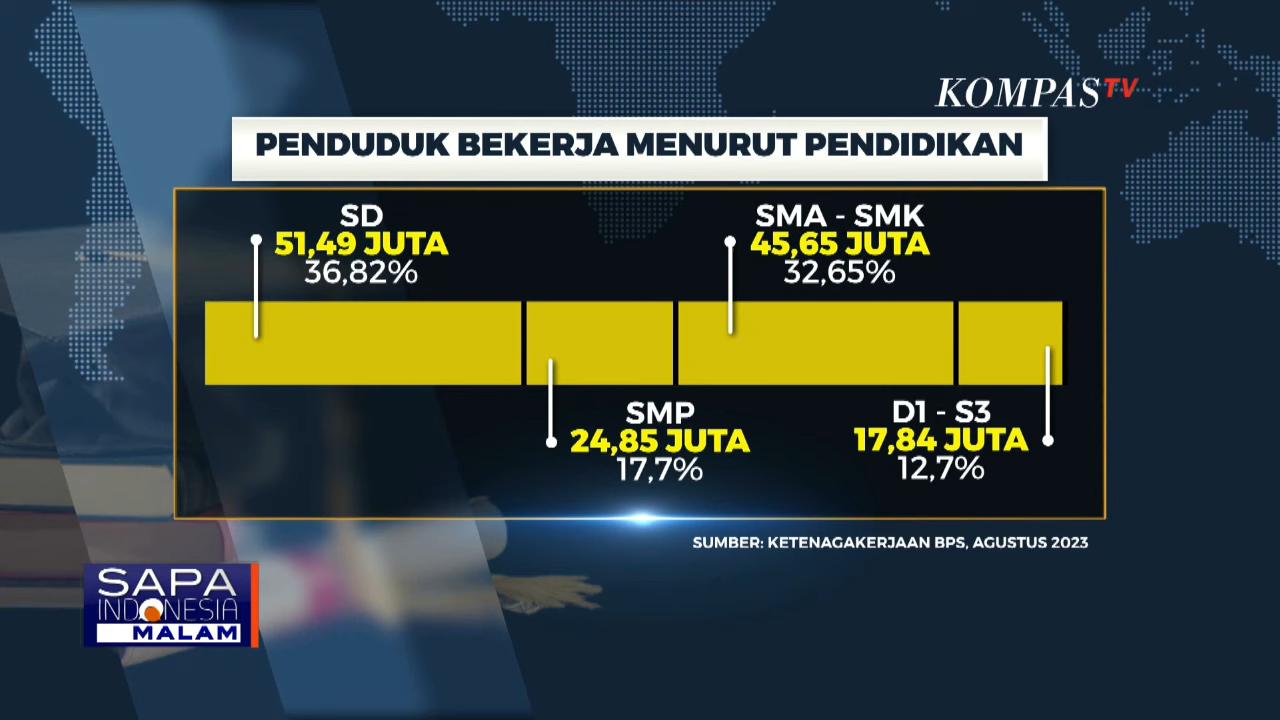 KOMPASTV
PENDUDUK BEKERJA MENURUT PENDIDIKAN
SD
51,49 JUTA
36,82%
SMA - SMK
45,65 JUTA
32,65%
SMP
24,85 JUTA
17,7%
D1 - S3
17,84 JUTA
12,7%
SUMBER: KETENAGAKERJAAN BPS, AGUSTUS 2023
SAPA
INDONESIA
MALAM